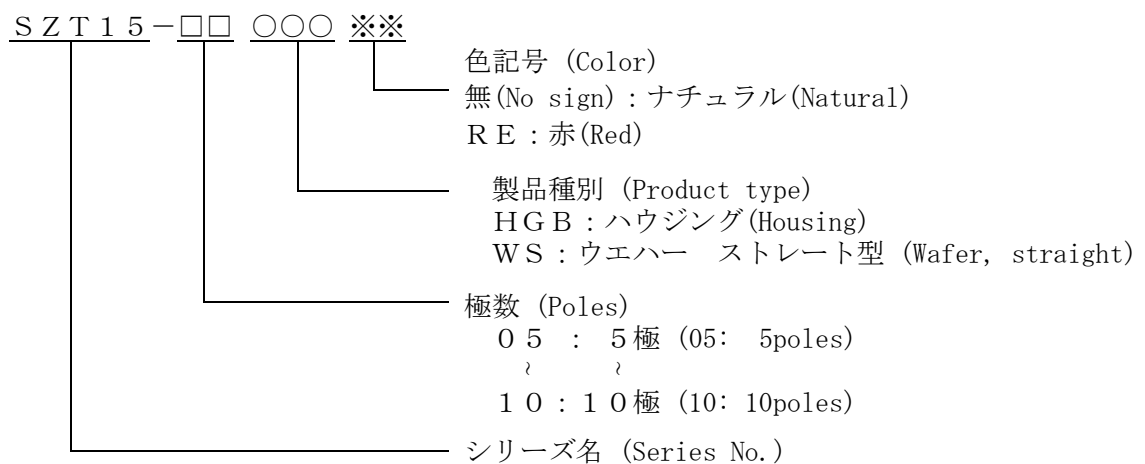 ＳＺＴ１５－□□ ○○○ ※※
色記号 (Color)
無(No sign)：ナチュラル(Natural)
ＲＥ：赤(Red)
製品種別 (Product type)
ＨＧＢ：ハウジング(Housing)
ＷＳ：ウエハー　ストレート型 (Wafer, straight)
極数 (Poles)
０５ ： ５極 (05: 5poles)
～ ～
１０：１０極 (10: 10poles)
シリーズ名 (Series No.)